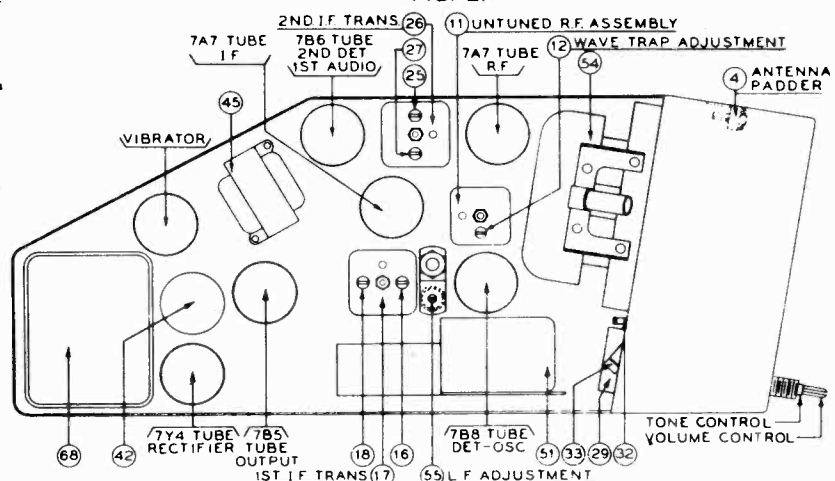 2ND I.F. TRANS 26
11 UNTUNED R.F. ASSEMBLY
7A7 TUBE
I F
7B6 TUBE
2ND DET
1ST AUDIO
27
25
12 WAVE TRAP ADJUSTMENT
7A7 TUBE
R.F
54
4 ANTENNA
PADDER
45
VIBRATOR
TONE CONTROL
VOLUME CONTROL
68
42
7Y4 TUBE
RECTIFIER
7B5
TUBE
OUTPUT
18
16
7B8 TUBE
DET-OSC
51
33
29
32
1ST I F TRANS 17
55 L F ADJUSTMENT